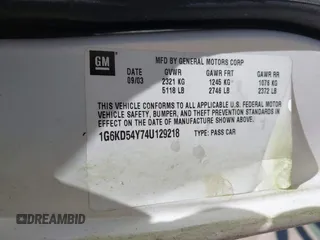 GM
MFD BY GENERAL MOTORS CORP
DATE GVWR GAWR FRT GAWR RR
09/03 2321 KG 1245 KG 1076 KG
5118 LB 2746 LB 2372 LB
THIS VEHICLE CONFORMS TO ALL APPLICABLE U.S. FEDERAL MOTOR
VEHICLE SAFETY, BUMPER, AND THEFT PREVENTION STANDARDS
IN EFFECT ON THE DATE OF MANUFACTURE SHOWN ABOVE.
1G6KD54Y74U129218 TYPE: PASS CAR
DREAMBID